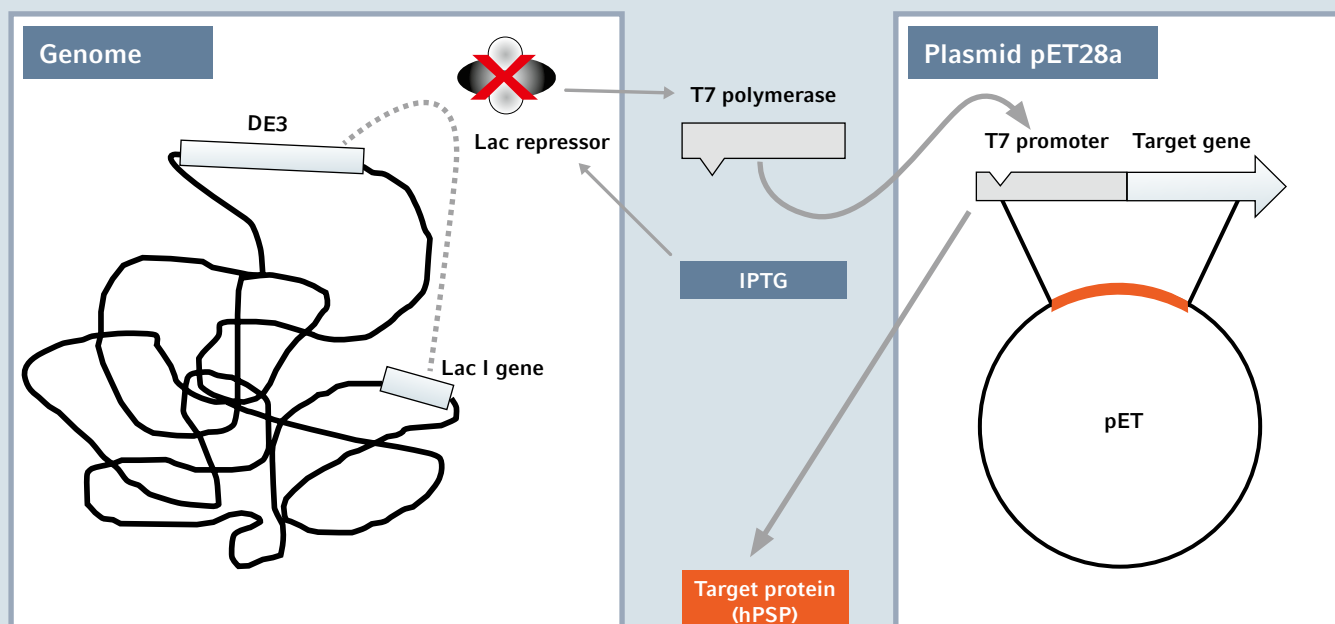 Genome
DE3
Lac repressor
Lac I gene
T7 polymerase
IPTG
Target protein
(hPSP)
Plasmid pET28a
T7 promoter
Target gene
pET